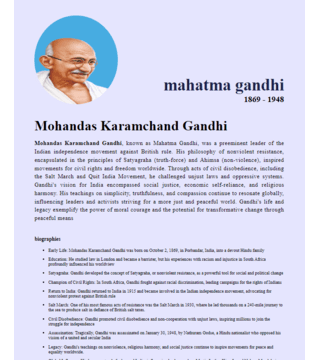 mahatma gandhi
1869 - 1948
Mohandas Karamchand Gandhi
Mohandas Karamchand Gandhi, known as Mahatma Gandhi, was a preeminent leader of the
Indian independence movement against British rule. His philosophy of nonviolent resistance,
encapsulated in the principles of Satyagraha (truth-force) and Ahimsa (non-violence), inspired
movements for civil rights and freedom worldwide. Through acts of civil disobedience, including
the Salt March and Quit India Movement, he challenged unjust laws and oppressive systems.
Gandhi's vision for India encompassed social justice, economic self-reliance, and religious
harmony. His teachings on simplicity, truthfulness, and compassion continue to resonate globally,
influencing leaders and activists striving for a more just and peaceful world. Gandhi's life and
legacy exemplify the power of moral courage and the potential for transformative change through
peaceful means
biographies
Early Life: Mohandas Karamchand Gandhi was born on October 2, 1869, in Porbandar, India, into a devout Hindu family
Education: He studied law in London and became a barrister, but his experiences with racism and injustice in South Africa
profoundly influenced his worldview
Satyagraha: Gandhi developed the concept of Satyagraha, or nonviolent resistance, as a powerful tool for social and political change
Champion of Civil Rights: In South Africa, Gandhi fought against racial discrimination, leading campaigns for the rights of Indians
Return to India: Gandhi returned to India in 1915 and became involved in the Indian independence movement, advocating for
nonviolent protest against British rule
Salt March: One of his most famous acts of resistance was the Salt March in 1930, where he led thousands on a 240-mile journey to
the sea to produce salt in defiance of British salt taxes.
Civil Disobedience: Gandhi promoted civil disobedience and non-cooperation with unjust laws, inspiring millions to join the
struggle for independence
Assassination: Tragically, Gandhi was assassinated on January 30, 1948, by Nathuram Godse, a Hindu nationalist who opposed his
vision of a united and secular India
Legacy: Gandhi's teachings on nonviolence, religious harmony, and social justice continue to inspire movements for peace and
equality worldwide.